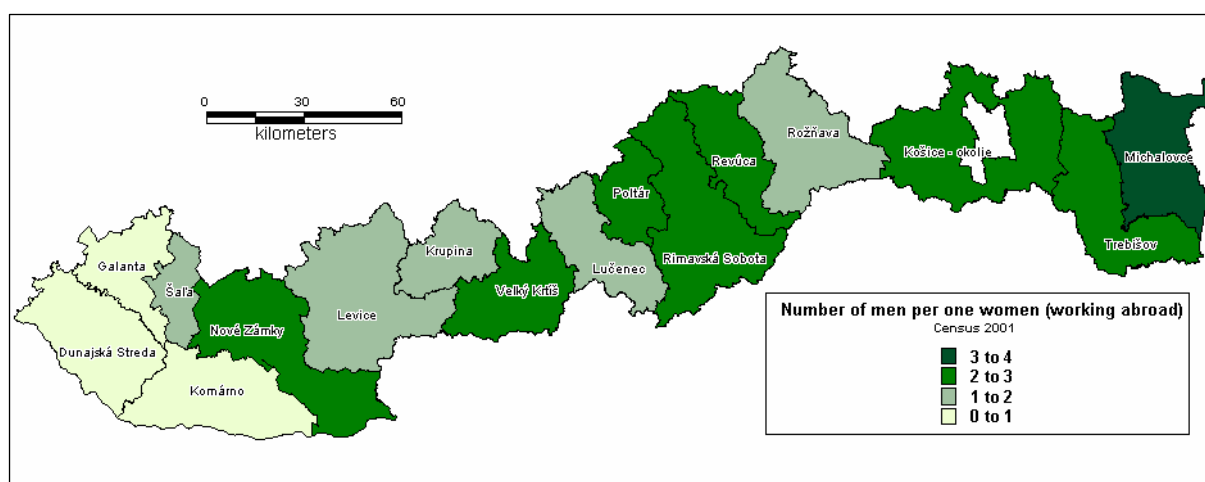 0 30 60
kilometers
Rožňava
Michalovce
Košice - okolie
Revúca
Poltár
Krupina
Trebišov
Rimavská Sobota
Lučenec
Galanta
Šaľa
Velký Krtíš
Levice
Nové Zámky
Dunajská Streda
Komárno
Number of men per one women (working abroad)
Census 2001
3 to 4
2 to 3
1 to 2
0 to 1